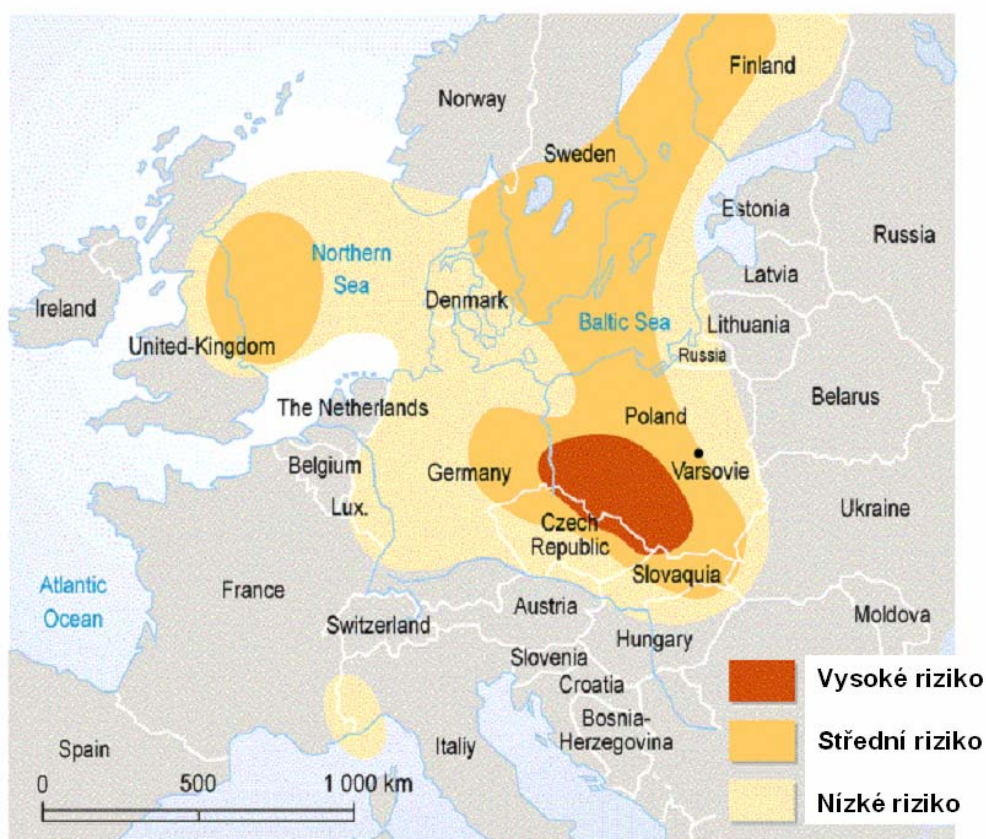 Finland
Norway
Sweden
Estonia
Russia
Northern
Sea
Latvia
Ireland
Denmark
Baltic Sea
Lithuania
United-Kingdom
Russia
Belarus
The Netherlands
Poland
Belgium
Germany
Varsovie
Lux.
Czech
Republic
Ukraine
Slovaquia
Atlantic
Ocean
France
Austria
Moldova
Switzerland
Hungary
Slovenia
Croatia
Bosnia-
Herzegovina
Spain
Italiy
Vysoké riziko
Střední riziko
Nízké riziko
0 500 1 000 km